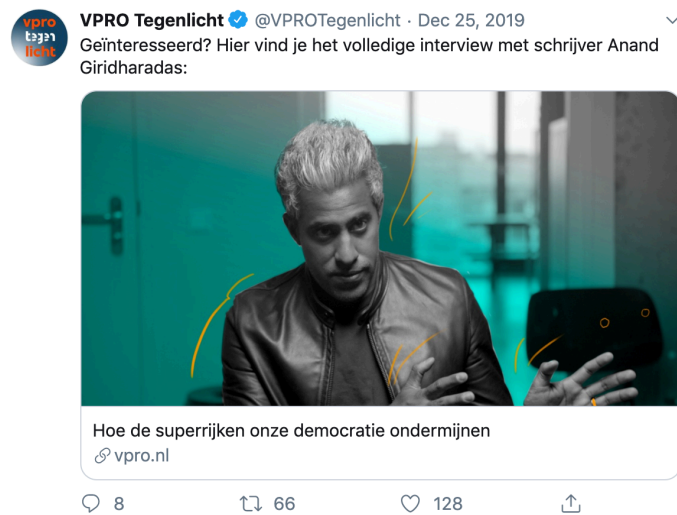 vpro
tegen
licht
VPRO Tegenlicht @VPROTegenlicht · Dec 25, 2019
Geïnteresseerd? Hier vind je het volledige interview met schrijver Anand
Giridharadas:
Hoe de superrijken onze democratie ondermijnen
vpro.nl
8 66 128